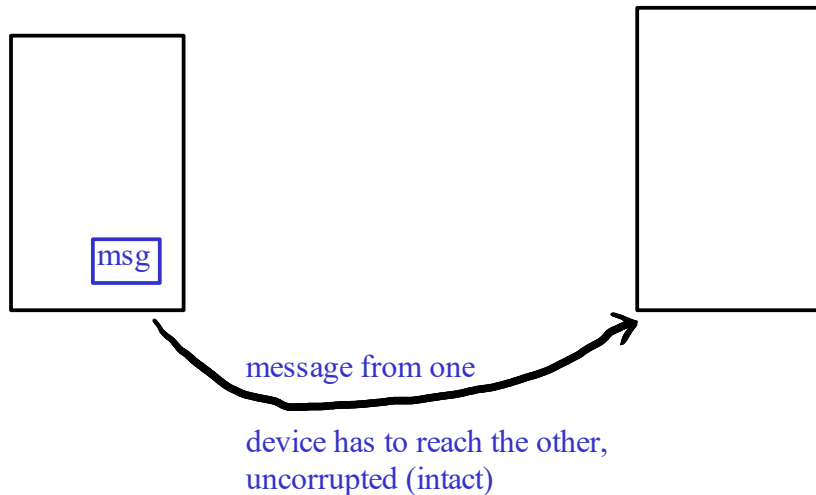 msg
message from one
device has to reach the other,
uncorrupted (intact)